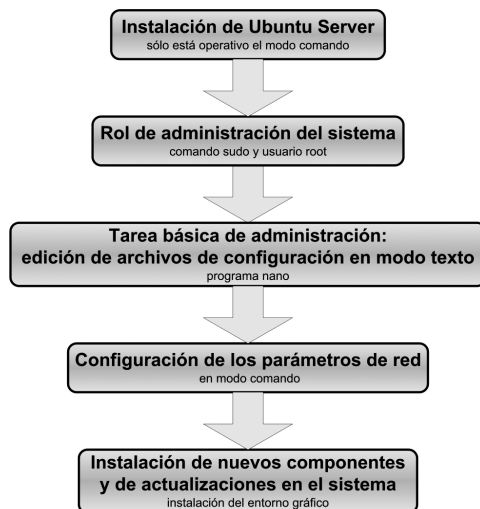 Instalación de Ubuntu Server
sólo está operativo el modo comando
Rol de administración del sistema
comando sudo y usuario root
Tarea básica de administración:
edición de archivos de configuración en modo texto
programa nano
Configuración de los parámetros de red
en modo comando
Instalación de nuevos componentes
y de actualizaciones en el sistema
instalación del entorno gráfico